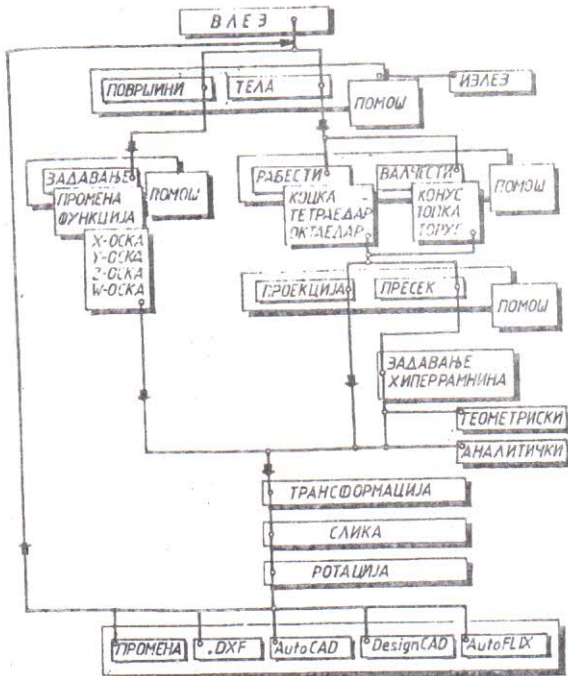 ВЛЕЗ
ПОВРШИНИ
ТЕЛА
ПОМОШ
ИЗЛЕЗ
ЗАДАВАЊЕ
ПРОМЕНА
ФУНКЦИЈА
ПОМОШ
X-ОСКА
Y-ОСКА
Z-ОСКА
W-ОСКА
РАБЕСТИ
КОЦКА
ТЕТРАЕДАР
ОКТАЕДАР
ВАЛЧЕСТИ
КОНУС
ТОПКА
ТОРУС
ПОМОШ
ПРОЕКЦИЈА
ПРЕСЕК
ПОМОШ
ЗАДАВАЊЕ
ХИПЕРРАМНИНА
ГЕОМЕТРИСКИ
АНАЛИТИЧКИ
ТРАНСФОРМАЦИЈА
СЛИКА
РОТАЦИЈА
ПРОМЕНА
.DXF
AutoCAD
DesignCAD
AutoFLIX